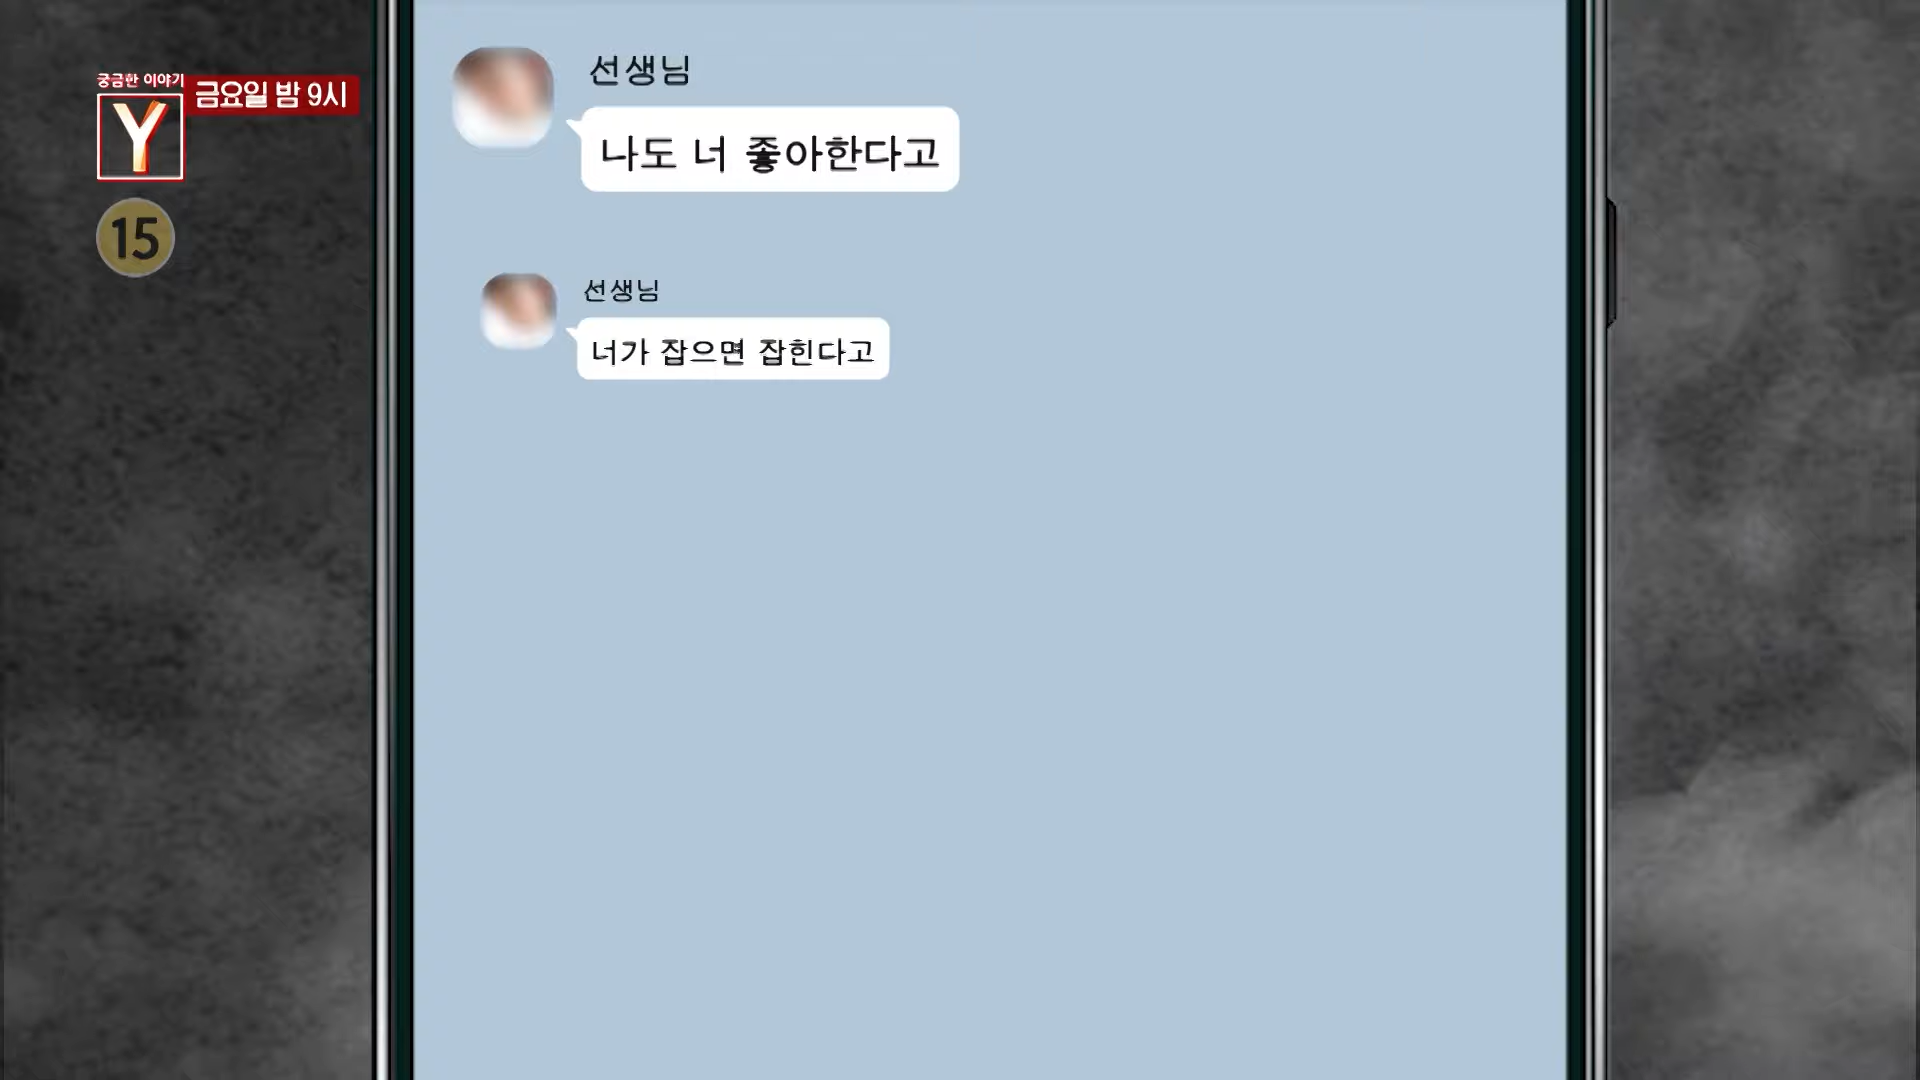 궁금한 이야기
Y
금요일 밤 9시
15
선생님
나도 너 좋아한다고
선생님
너가 잡으면 잡힌다고